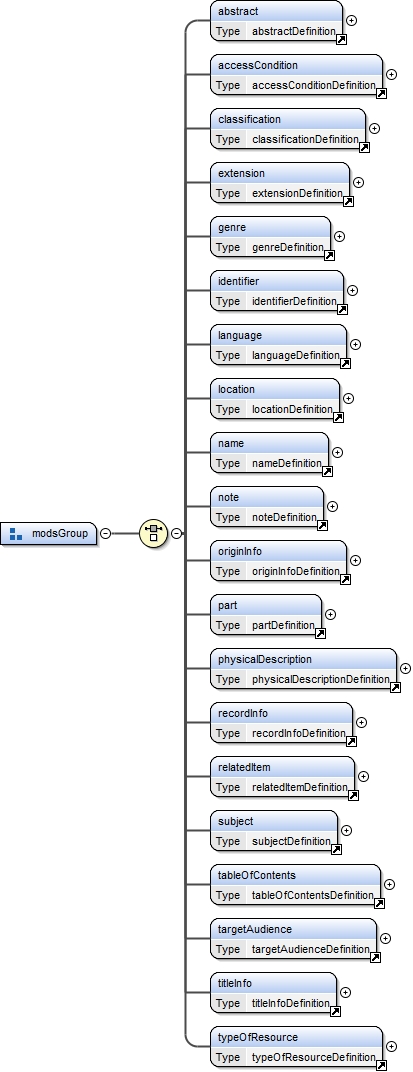 abstract
Type abstractDefinition
accessCondition
Type accessConditionDefinition
classification
Type classificationDefinition
extension
Type extensionDefinition
genre
Type genreDefinition
identifier
Type identifierDefinition
language
Type languageDefinition
location
Type locationDefinition
name
Type nameDefinition
note
Type noteDefinition
modsGroup
originInfo
Type originInfoDefinition
part
Type partDefinition
physicalDescription
Type physicalDescriptionDefinition
recordInfo
Type recordInfoDefinition
relatedItem
Type relatedItemDefinition
subject
Type subjectDefinition
tableOfContents
Type tableOfContentsDefinition
targetAudience
Type targetAudienceDefinition
titleInfo
Type titleInfoDefinition
typeOfResource
Type typeOfResourceDefinition